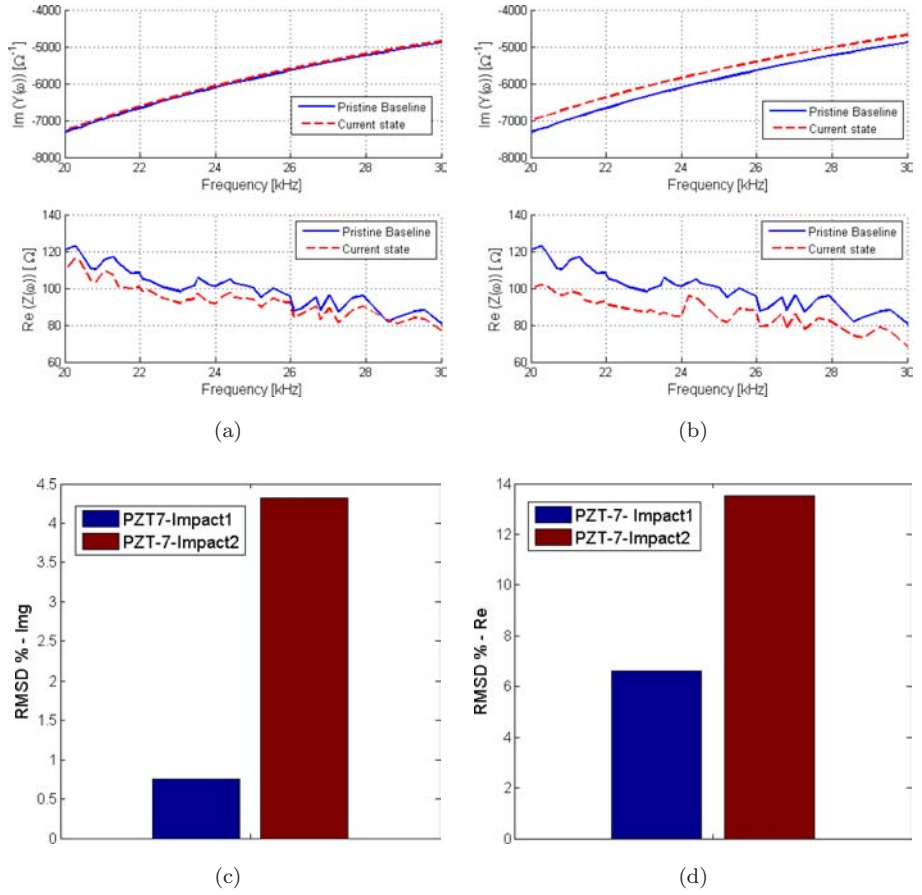 -4000
-5000
-6000
-7000
-8000
Im (Y(ω)) [Ω⁻¹]
Pristine Baseline
Current state
20 22 24 26 28 30
Frequency [kHz]
140
120
100
80
60
Re (Z(ω)) [ Ω]
Pristine Baseline
Current state
20 22 24 26 28 30
Frequency [kHz]
(a)
-4000
-5000
-6000
-7000
-8000
Im (Y(ω)) [Ω⁻¹]
Pristine Baseline
Current state
20 22 24 26 28 30
Frequency [kHz]
140
120
100
80
60
Re (Z(ω)) [ Ω]
Pristine Baseline
Current state
20 22 24 26 28 30
Frequency [kHz]
(b)
4.5
4
3.5
3
2.5
2
1.5
1
0.5
0
RMSD % - Img
PZT7-Impact1
PZT-7-Impact2
(c)
14
12
10
8
6
4
2
0
RMSD % - Re
PZT-7- Impact1
PZT-7-Impact2
(d)